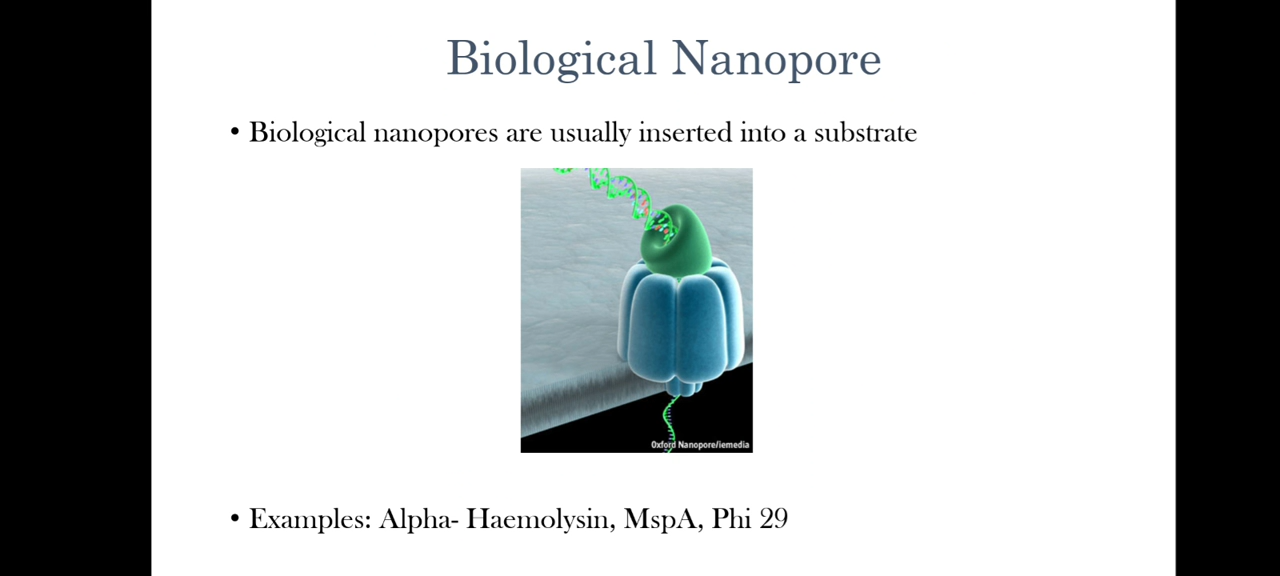 Biological Nanopore
• Biological nanopores are usually inserted into a substrate
Oxford Nanopore/iemedia
• Examples: Alpha- Haemolysin, MspA, Phi 29